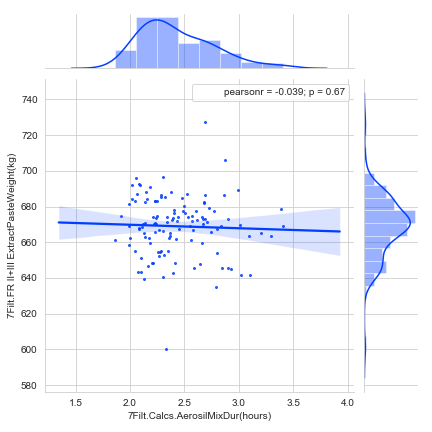 pearsonr = -0.039; p = 0.67
740
720
700
680
660
640
620
600
580
7Filt.FR II+III ExtractPasteWeight(kg)
1.5 2.0 2.5 3.0 3.5 4.0
7Filt.Calcs.AerosilMixDur(hours)